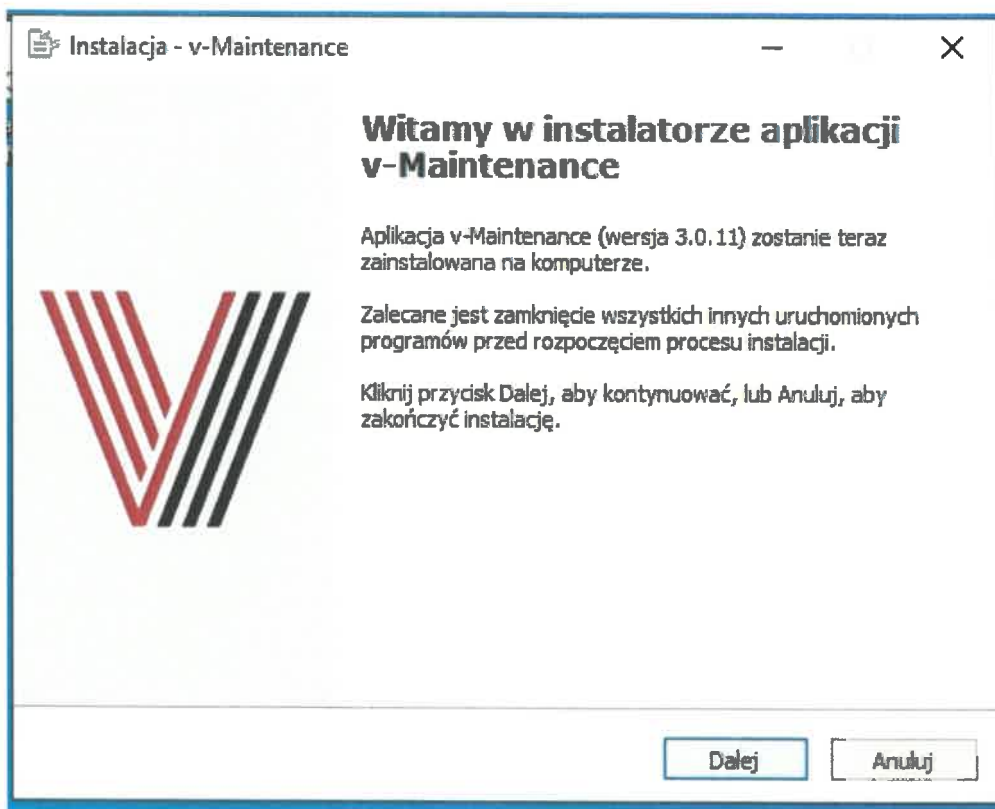 Instalacja - v-Maintenance
Witamy w instalatorze aplikacji
v-Maintenance
Aplikacja v-Maintenance (wersja 3.0.11) zostanie teraz
zainstalowana na komputerze.
Zalecane jest zamknięcie wszystkich innych uruchomionych
programów przed rozpoczęciem procesu instalacji.
Kliknij przycisk Dalej, aby kontynuować, lub Anuluj, aby
zakończyć instalację.
Dalej
Anuluj